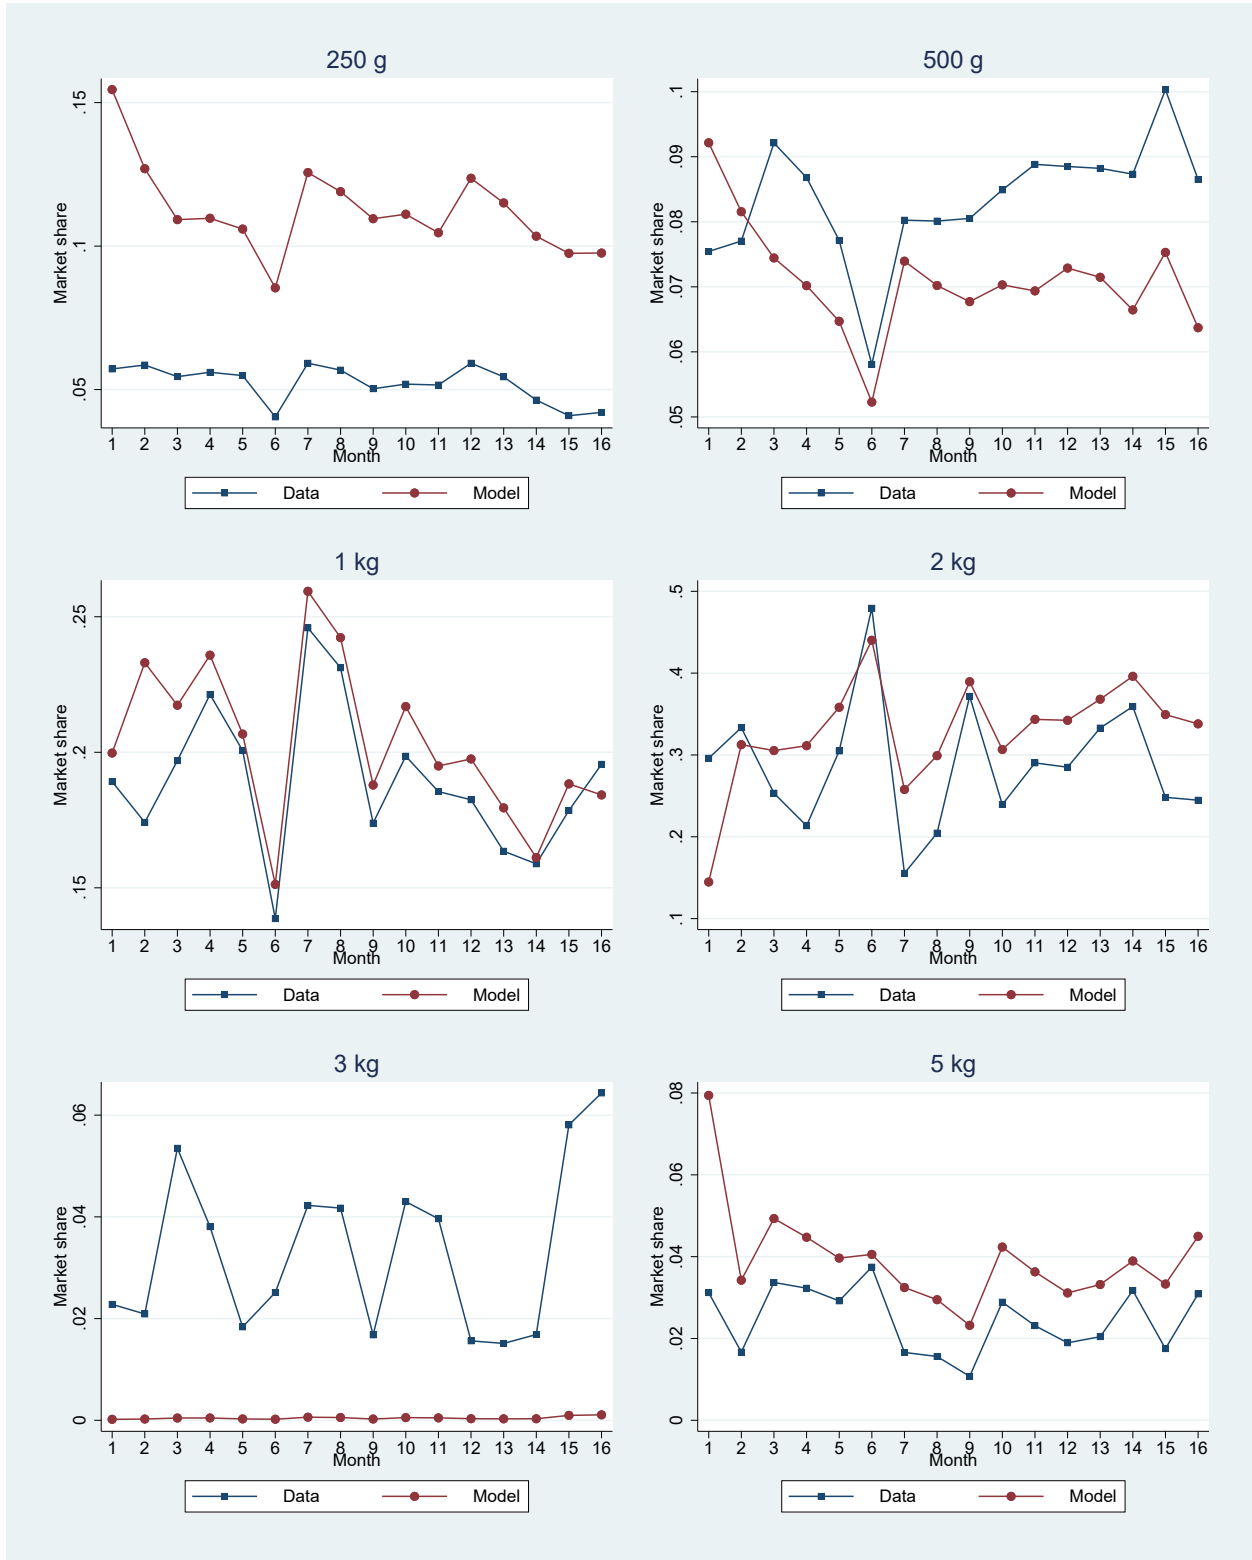 250 g
500 g
Market share
.05 .1 .15
1 2 3 4 5 6 7 8 9 10 11 12 13 14 15 16
Month
Data Model
Market share
.05 .06 .07 .08 .09 .1
1 2 3 4 5 6 7 8 9 10 11 12 13 14 15 16
Month
Data Model
1 kg
2 kg
Market share
.15 .2 .25
1 2 3 4 5 6 7 8 9 10 11 12 13 14 15 16
Month
Data Model
Market share
.1 .2 .3 .4 .5
1 2 3 4 5 6 7 8 9 10 11 12 13 14 15 16
Month
Data Model
3 kg
5 kg
Market share
0 .02 .04 .06
1 2 3 4 5 6 7 8 9 10 11 12 13 14 15 16
Month
Data Model
Market share
0 .02 .04 .06 .08
1 2 3 4 5 6 7 8 9 10 11 12 13 14 15 16
Month
Data Model